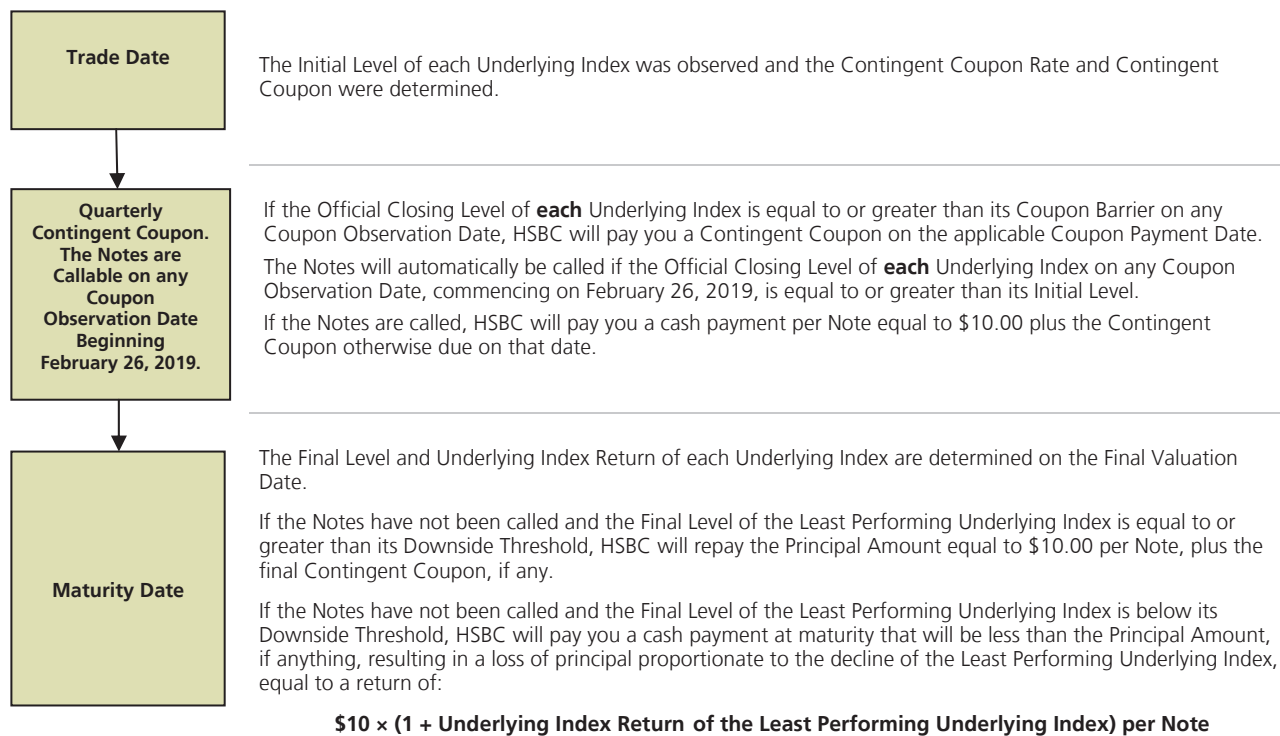 Trade Date
The Initial Level of each Underlying Index was observed and the Contingent Coupon Rate and Contingent
Coupon were determined.
Quarterly
Contingent Coupon.
The Notes are
Callable on any
Coupon
Observation Date
Beginning
February 26, 2019.
If the Official Closing Level of each Underlying Index is equal to or greater than its Coupon Barrier on any
Coupon Observation Date, HSBC will pay you a Contingent Coupon on the applicable Coupon Payment Date.
The Notes will automatically be called if the Official Closing Level of each Underlying Index on any Coupon
Observation Date, commencing on February 26, 2019, is equal to or greater than its Initial Level.
If the Notes are called, HSBC will pay you a cash payment per Note equal to $10.00 plus the Contingent
Coupon otherwise due on that date.
Maturity Date
The Final Level and Underlying Index Return of each Underlying Index are determined on the Final Valuation
Date.
If the Notes have not been called and the Final Level of the Least Performing Underlying Index is equal to or
greater than its Downside Threshold, HSBC will repay the Principal Amount equal to $10.00 per Note, plus the
final Contingent Coupon, if any.
If the Notes have not been called and the Final Level of the Least Performing Underlying Index is below its
Downside Threshold, HSBC will pay you a cash payment at maturity that will be less than the Principal Amount,
if anything, resulting in a loss of principal proportionate to the decline of the Least Performing Underlying Index,
equal to a return of:
$10 × (1 + Underlying Index Return of the Least Performing Underlying Index) per Note